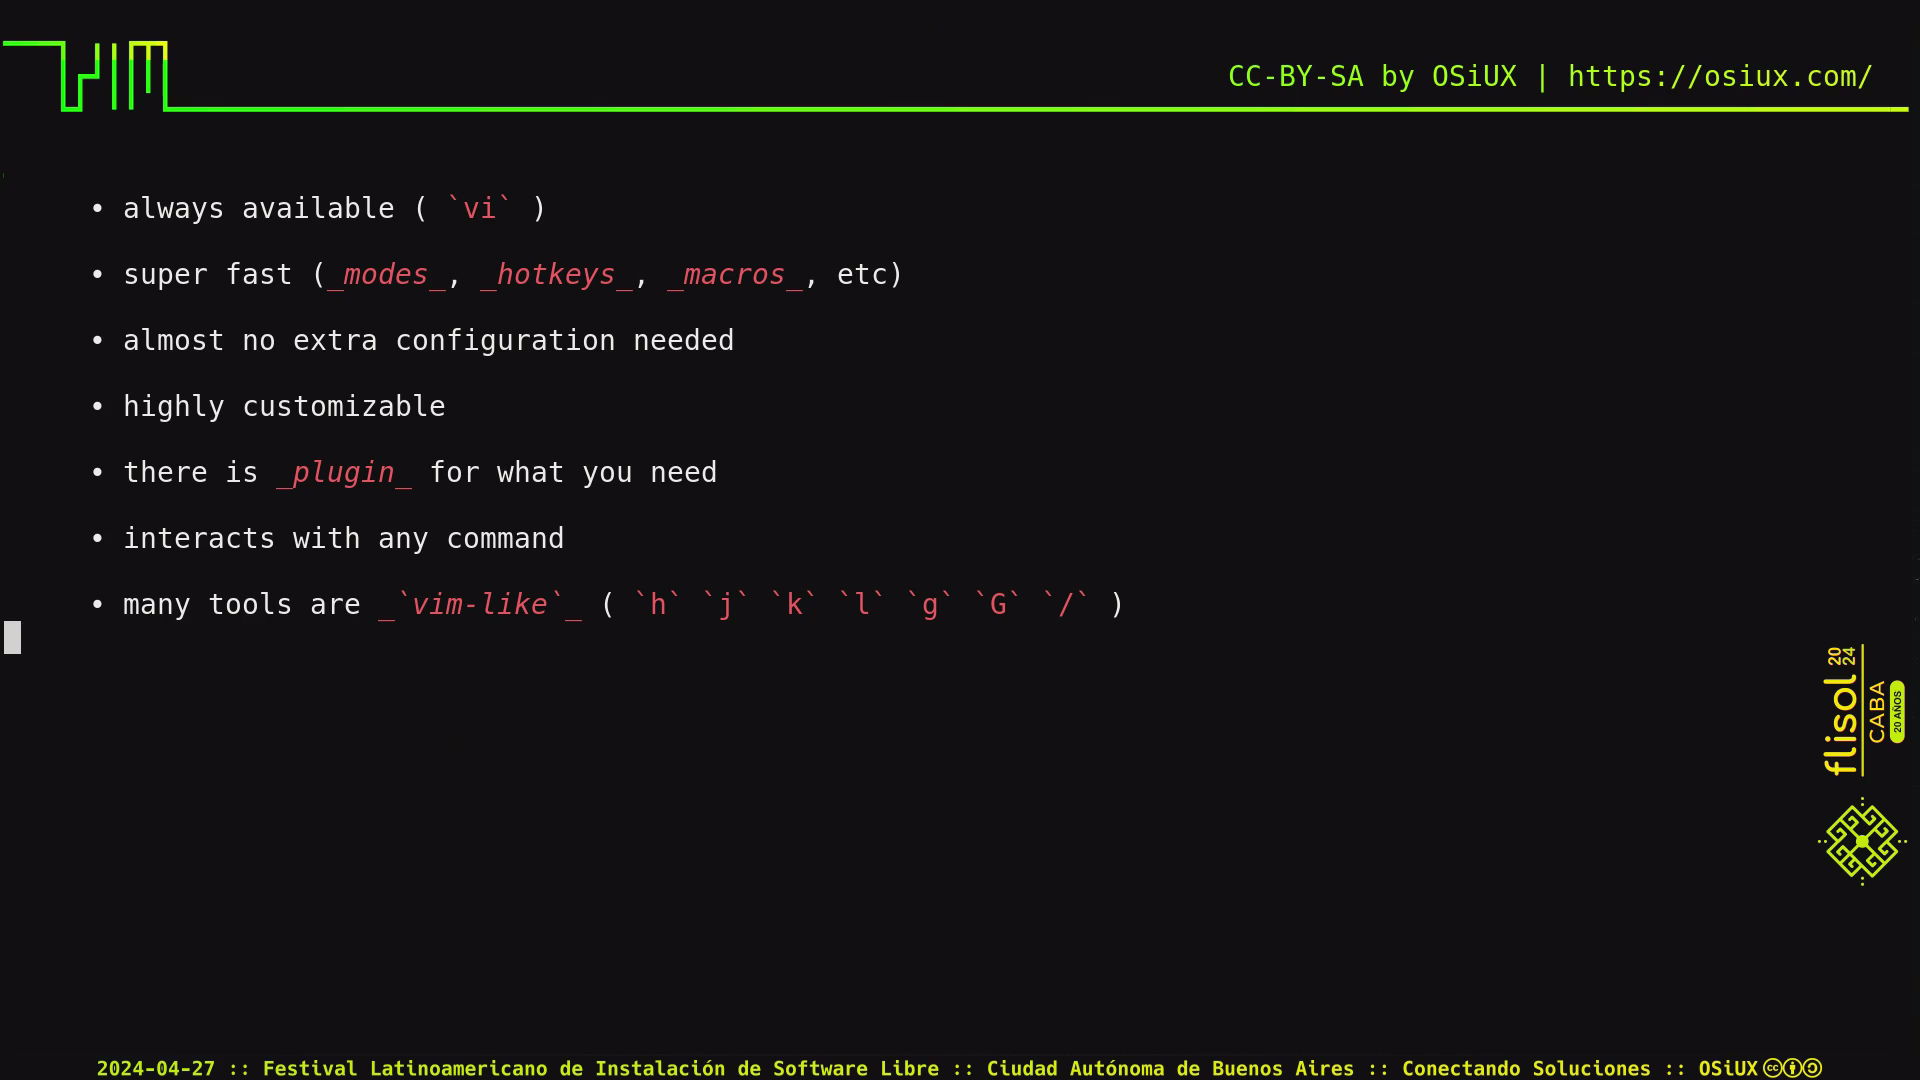 VIM
CC-BY-SA by OSiUX | https://osiux.com/
• always available ( `vi` )
• super fast (_modes_, _hotkeys_, _macros_, etc)
• almost no extra configuration needed
• highly customizable
• there is _plugin_ for what you need
• interacts with any command
• many tools are _`vim-like`_ ( `h` `j` `k` `l` `g` `G` `/` )
flisol 2024
CABA
20 AÑOS
2024-04-27 :: Festival Latinoamericano de Instalación de Software Libre :: Ciudad Autónoma de Buenos Aires :: Conectando Soluciones :: OSiUX